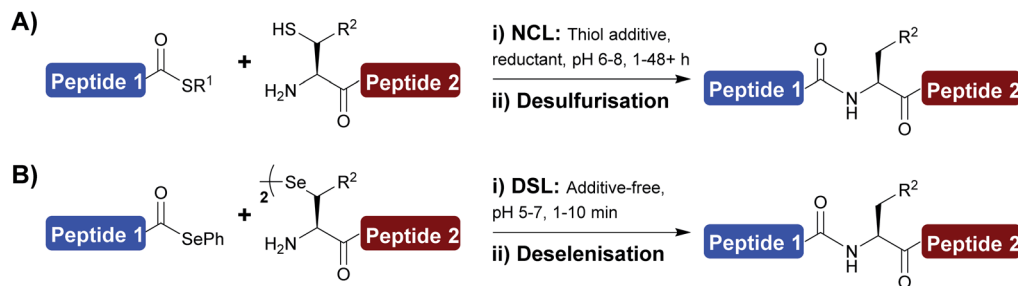 A)
Peptide 1
O
SR¹
+
HS
R²
H₂N
O
Peptide 2
i) NCL: Thiol additive,
reductant, pH 6-8, 1-48+ h
ii) Desulfurisation
Peptide 1
O
N
H
R²
O
Peptide 2
B)
Peptide 1
O
SePh
+
2
Se
R²
H₂N
O
Peptide 2
i) DSL: Additive-free,
pH 5-7, 1-10 min
ii) Deselenisation
Peptide 1
O
N
H
R²
O
Peptide 2